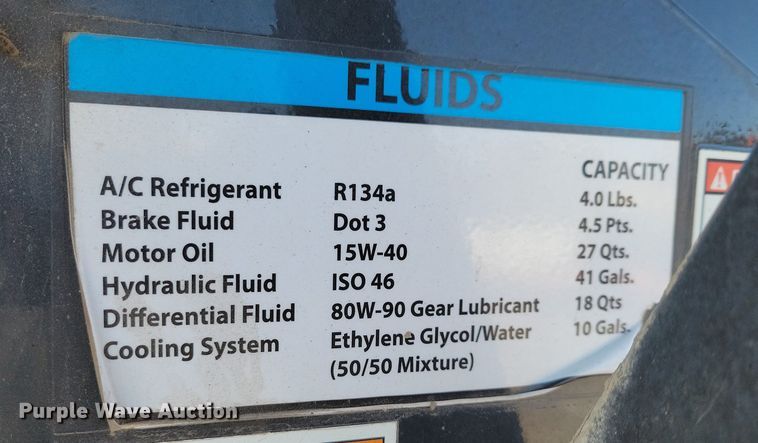 FLUIDS
CAPACITY
A/C Refrigerant R134a 4.0 Lbs.
Brake Fluid Dot 3 4.5 Pts.
Motor Oil 15W-40 27 Qts.
Hydraulic Fluid ISO 46 41 Gals.
Differential Fluid 80W-90 Gear Lubricant 18 Qts
Cooling System Ethylene Glycol/Water 10 Gals.
(50/50 Mixture)
Purple Wave Auction